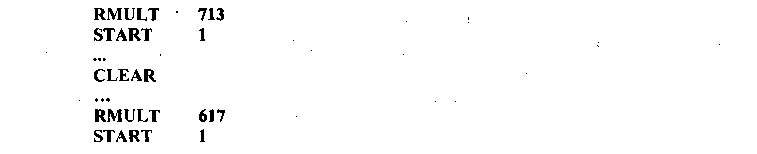 RMULT 713
START 1
...
CLEAR
...
RMULT 617
START 1